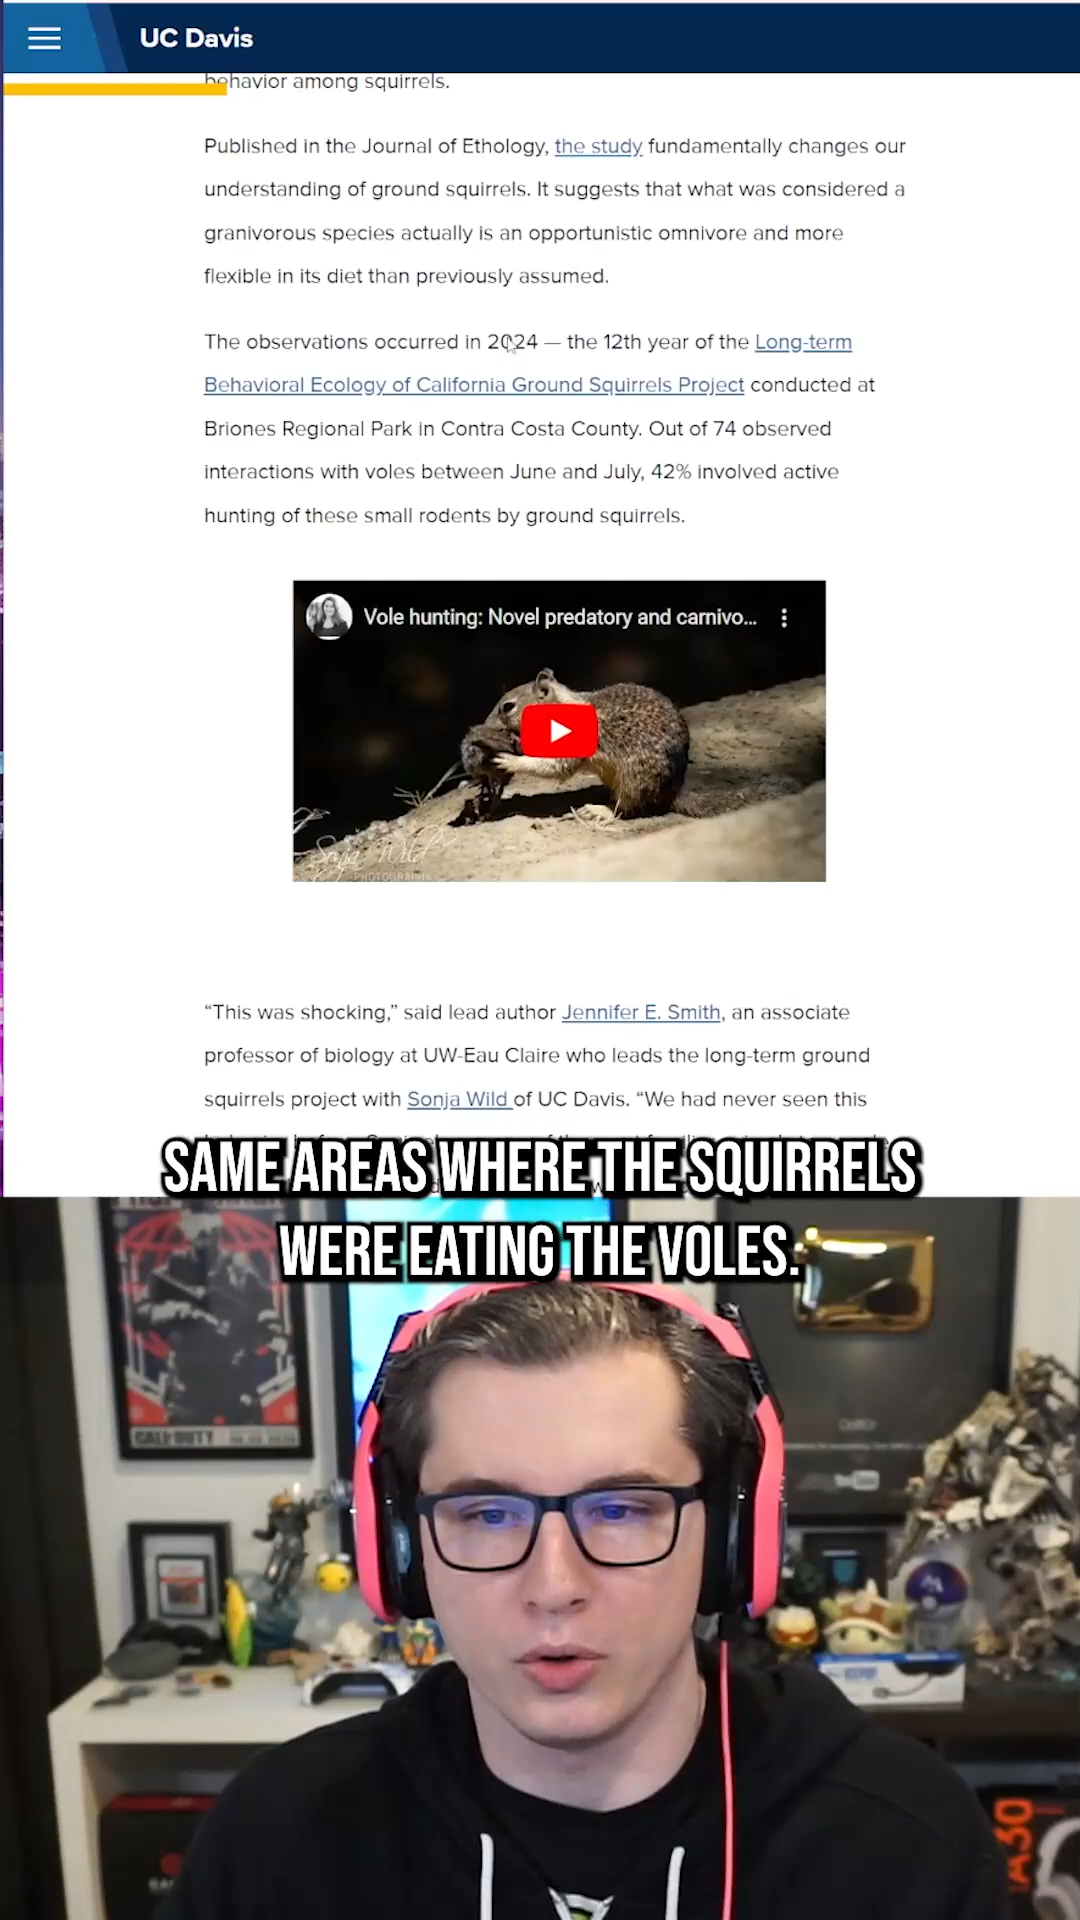 UC Davis
behavior among squirrels.
Published in the Journal of Ethology, the study fundamentally changes our
understanding of ground squirrels. It suggests that what was considered a
granivorous species actually is an opportunistic omnivore and more
flexible in its diet than previously assumed.
The observations occurred in 2024 — the 12th year of the Long-term
Behavioral Ecology of California Ground Squirrels Project conducted at
Briones Regional Park in Contra Costa County. Out of 74 observed
interactions with voles between June and July, 42% involved active
hunting of these small rodents by ground squirrels.
Vole hunting: Novel predatory and carnivo...
Sonja Wild
PHOTOGRAPHY
“This was shocking,” said lead author Jennifer E. Smith, an associate
professor of biology at UW-Eau Claire who leads the long-term ground
squirrels project with Sonja Wild of UC Davis. “We had never seen this
SAME AREAS WHERE THE SQUIRRELS
WERE EATING THE VOLES.
CALL OF DUTY
A30